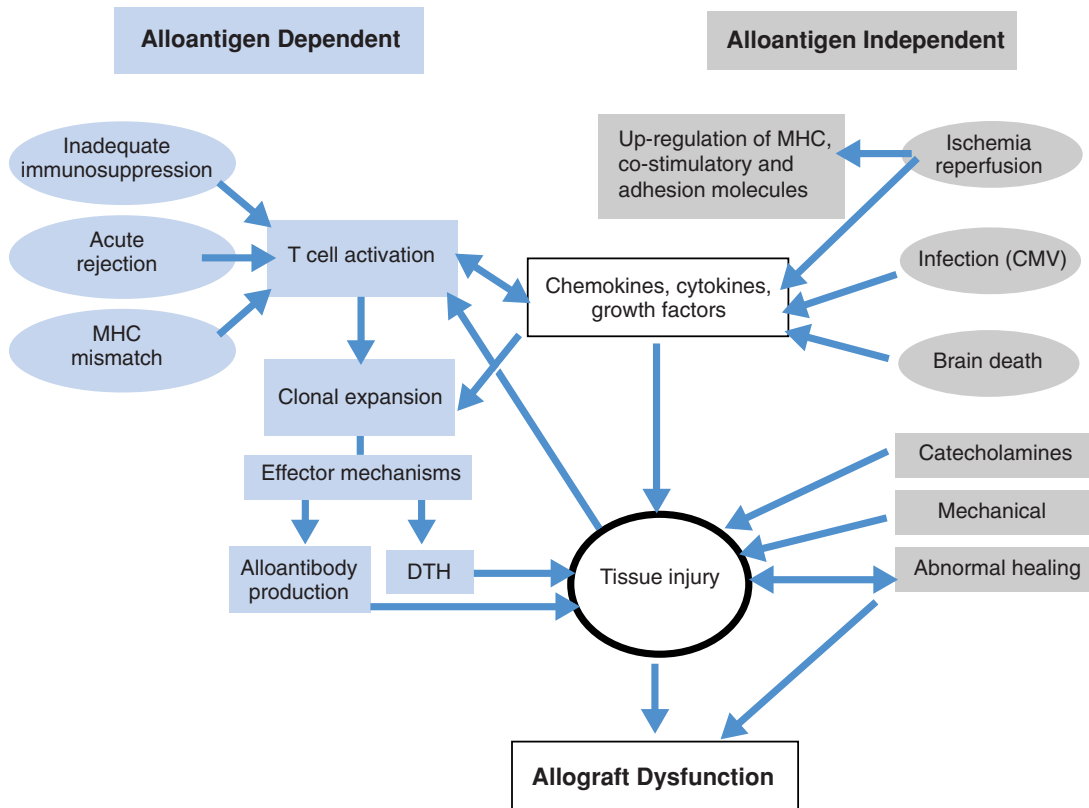 Alloantigen Dependent
Alloantigen Independent
Inadequate
immunosuppression
Acute
rejection
MHC
mismatch
T cell activation
Clonal expansion
Effector mechanisms
Alloantibody
production
DTH
Up-regulation of MHC,
co-stimulatory and
adhesion molecules
Ischemia
reperfusion
Chemokines, cytokines,
growth factors
Infection (CMV)
Brain death
Catecholamines
Mechanical
Abnormal healing
Tissue injury
Allograft Dysfunction